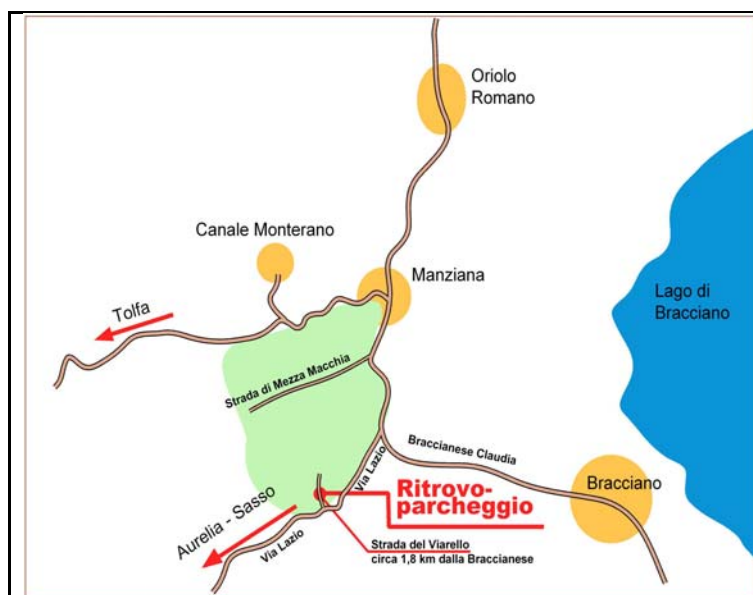 Oriolo
Romano
Canale Monterano
Manziana
Lago di
Bracciano
Tolfa
Strada di Mezza Macchia
Braccianese Claudia
Via Lazio
Bracciano
Ritrovo-
parcheggio
Aurelia - Sasso
Via Lazio
Strada del Viarello
circa 1,8 km dalla Braccianese